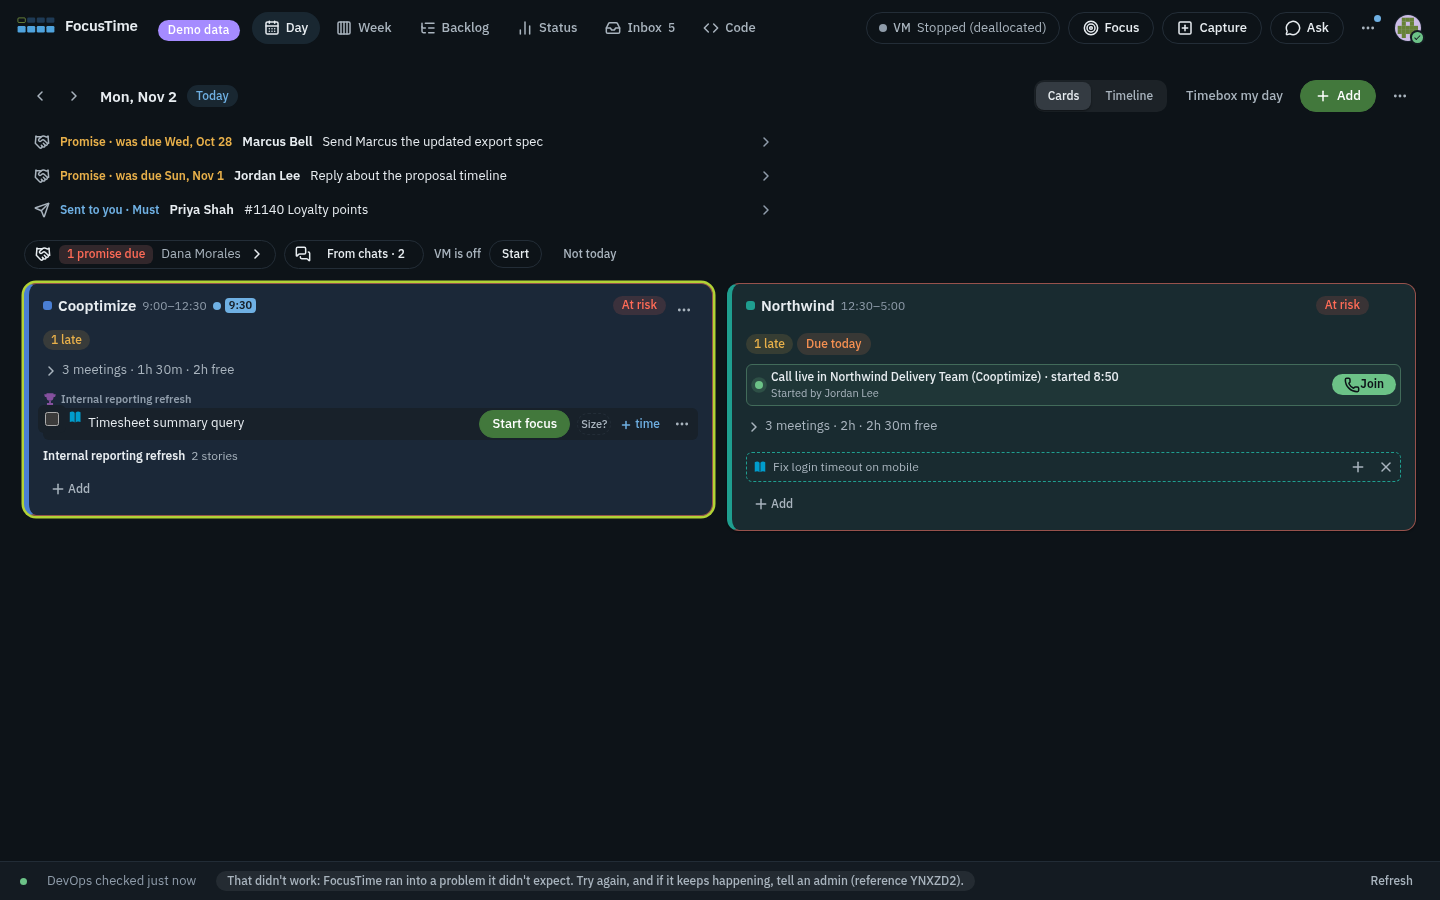 FocusTime
Demo data
Day
Week
Backlog
Status
Inbox 5
Code
VM Stopped (deallocated)
Focus
Capture
Ask
Mon, Nov 2
Today
Cards
Timeline
Timebox my day
+ Add
Promise · was due Wed, Oct 28 Marcus Bell Send Marcus the updated export spec
Promise · was due Sun, Nov 1 Jordan Lee Reply about the proposal timeline
Sent to you · Must Priya Shah #1140 Loyalty points
1 promise due Dana Morales
From chats · 2
VM is off
Start
Not today
Cooptimize 9:00–12:30 9:30
At risk
1 late
3 meetings · 1h 30m · 2h free
Internal reporting refresh
Timesheet summary query
Start focus
Size?
+ time
Internal reporting refresh 2 stories
+ Add
Northwind 12:30–5:00
At risk
1 late
Due today
Call live in Northwind Delivery Team (Cooptimize) · started 8:50
Started by Jordan Lee
Join
3 meetings · 2h · 2h 30m free
Fix login timeout on mobile
+ Add
DevOps checked just now
That didn't work: FocusTime ran into a problem it didn't expect. Try again, and if it keeps happening, tell an admin (reference YNXZD2).
Refresh